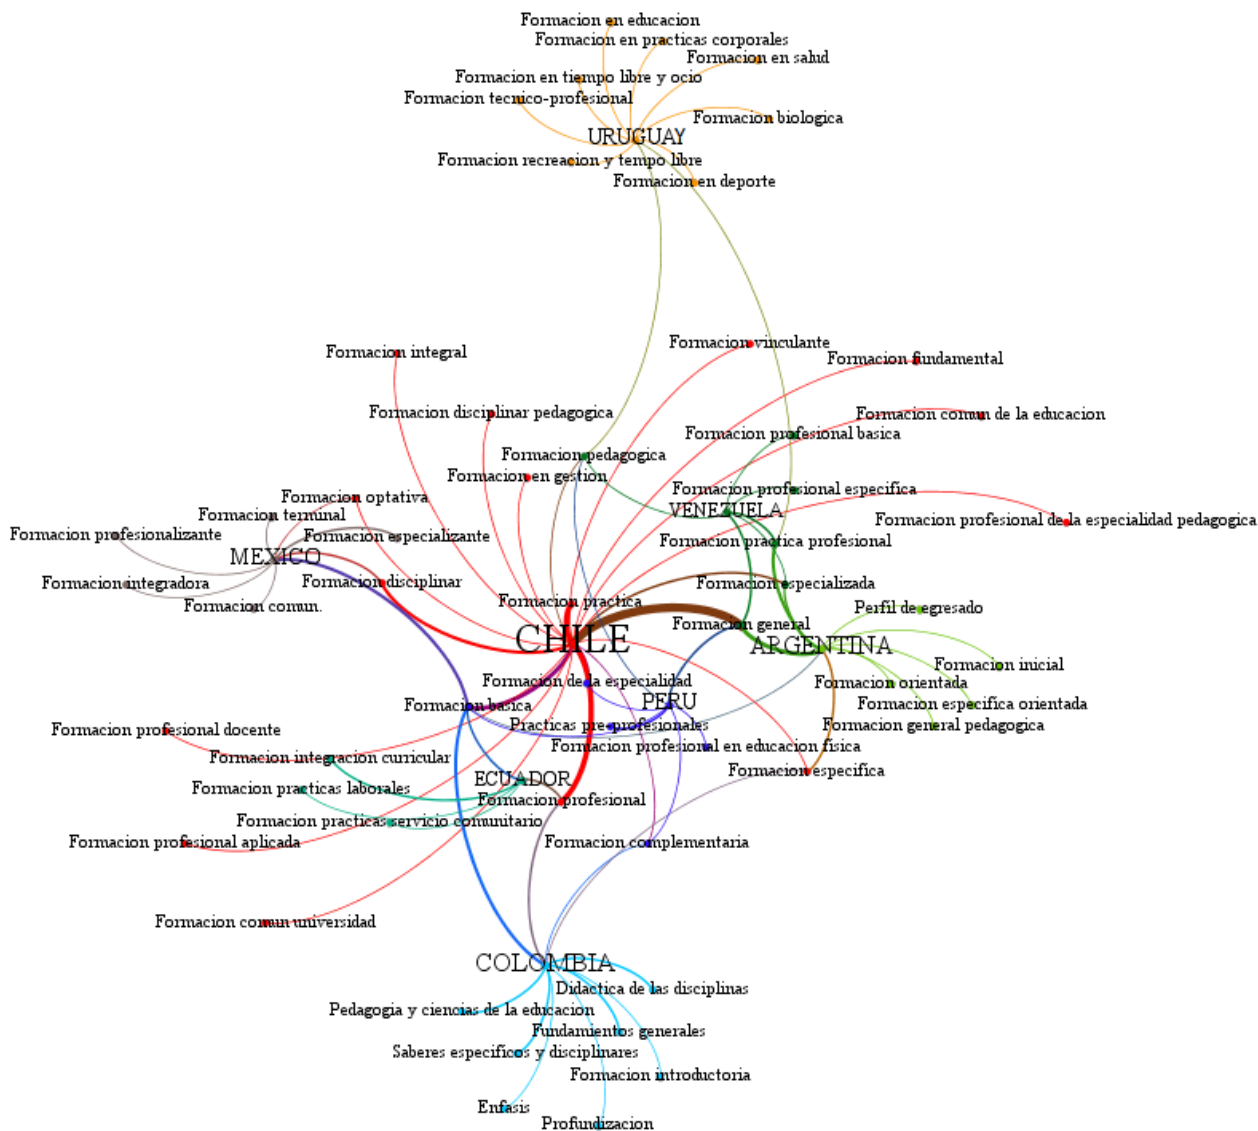 Formacion en educacion
Formacion en practicas corporales
Formacion en salud
Formacion en tiempo libre y ocio
Formacion tecnico-profesional
Formacion biologica
URUGUAY
Formacion recreacion y tempo libre
Formacion en deporte
Formacion vinculante
Formacion integral
Formacion fundamental
Formacion disciplinar pedagogica
Formacion comun de la educacion
Formacion profesional basica
Formacion pedagogica
Formacion en gestion
Formacion profesional especifica
Formacion optativa
VENEZUELA
Formacion terminal
Formacion profesional de la especialidad pedagogica
Formacion profesionalizante
Formacion especializante
Formacion practica profesional
MEXICO
Formacion integradora
Formacion disciplinar
Formacion especializada
Formacion practica
Formacion comun.
Perfil de egresado
Formacion general
CHILE
ARGENTINA
Formacion inicial
Formacion de la especialidad
Formacion orientada
PERU
Formacion basica
Formacion especifica orientada
Practicas pre-profesionales
Formacion general pedagogica
Formacion profesional docente
Formacion profesional en educacion fisica
Formacion integracion curricular
Formacion especifica
ECUADOR
Formacion practicas laborales
Formacion profesional
Formacion practicas servicio comunitario
Formacion profesional aplicada
Formacion complementaria
Formacion comun universidad
COLOMBIA
Didactica de las disciplinas
Pedagogia y ciencias de la educacion
Fundamientos generales
Saberes especificos y disciplinares
Formacion introductoria
Enfasis
Profundizacion